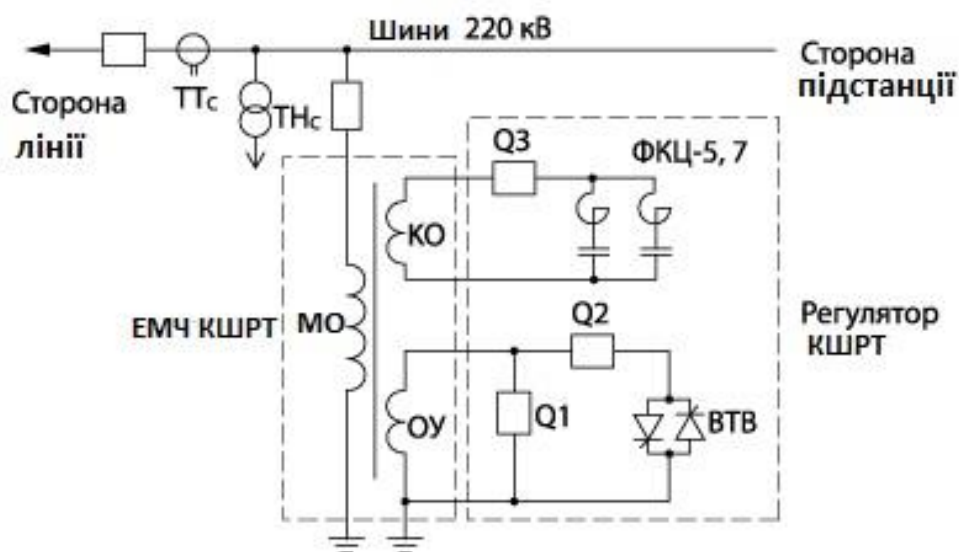 Шини 220 кВ
Сторона
підстанції
ТТс
ТНс
Сторона
лінії
Q3
ФКЦ-5, 7
КО
ЕМЧ КШРТ
МО
Q2
Регулятор
КШРТ
Q1
ВТВ
ОУ